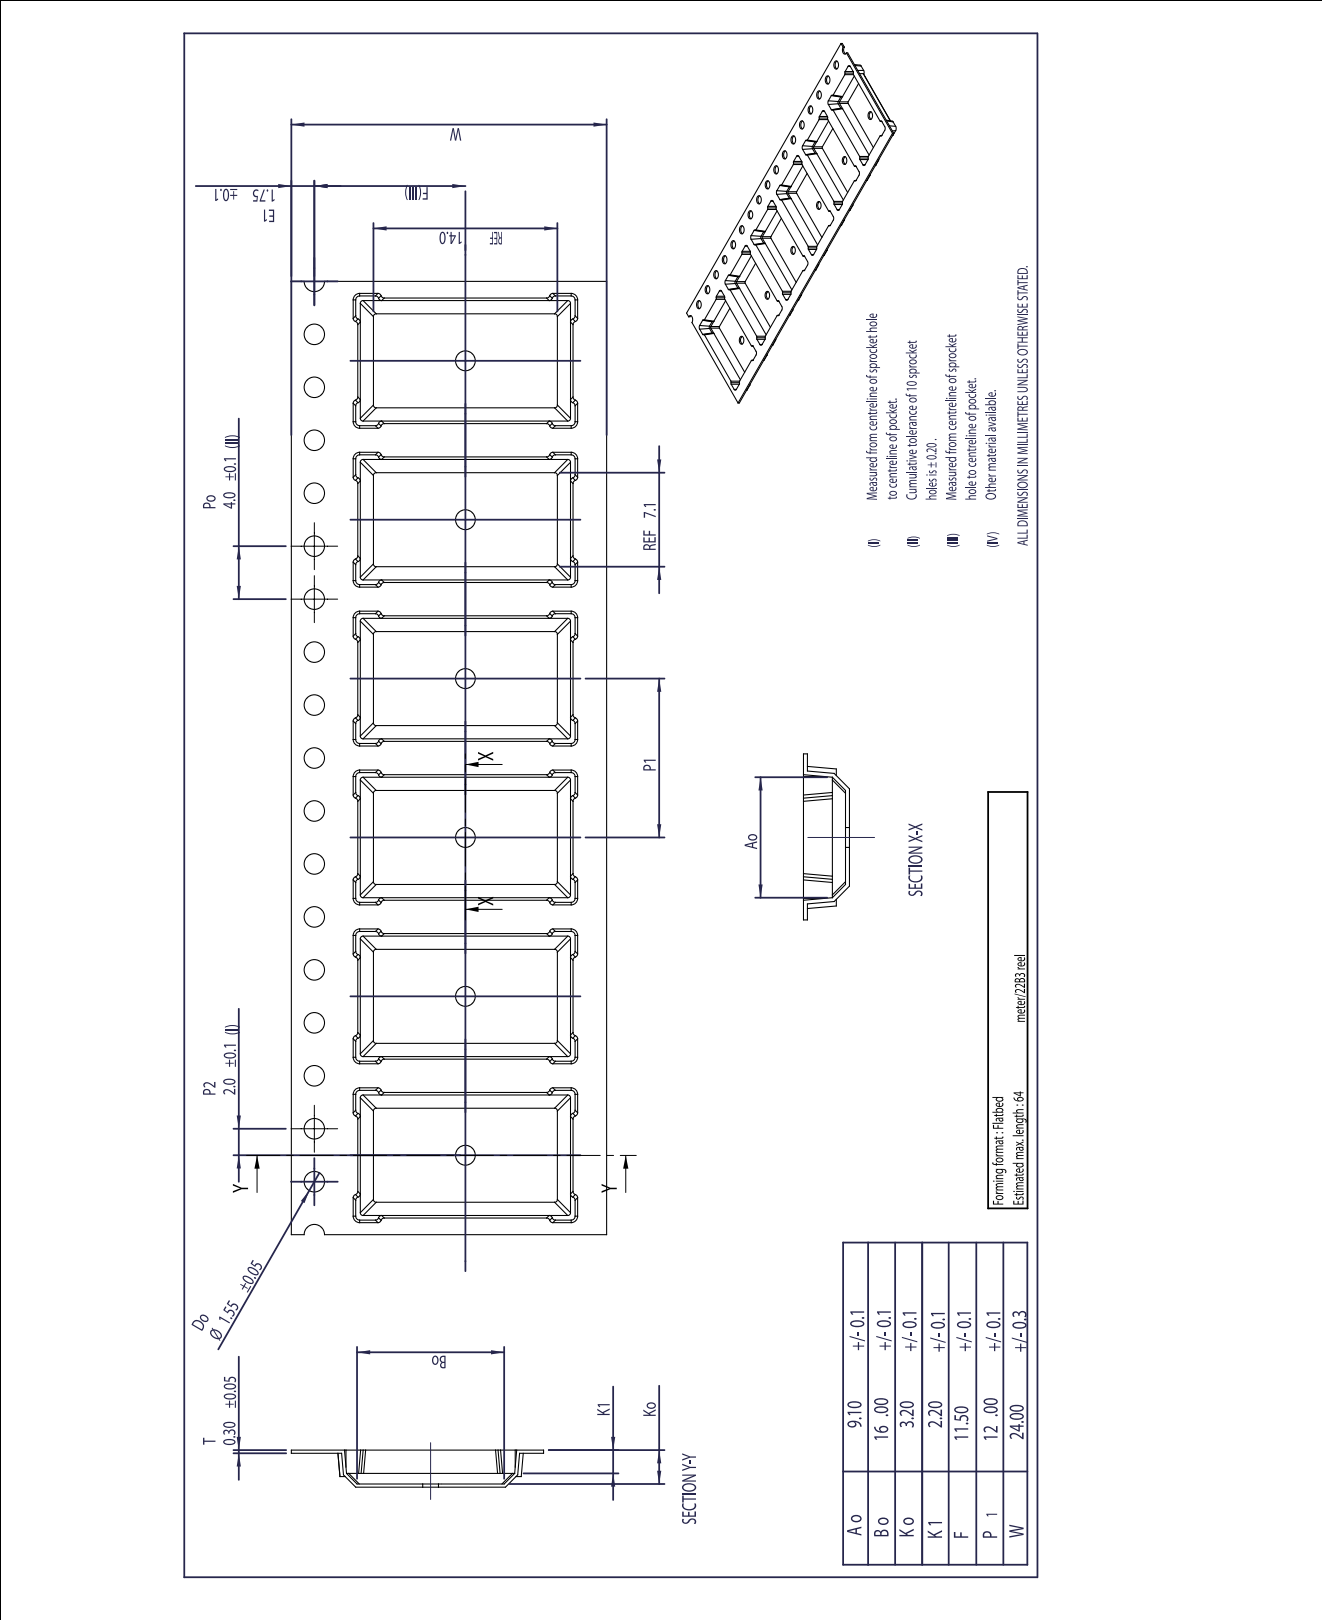 T
0.30 ±0.05
Do
Ø 1.55 ±0.05
P2
2.0 ±0.1 (I)
Po
4.0 ±0.1 (II)
E1
1.75 ±0.1
F(III)
W
14.0 REF
REF 7.1
P1
X
X
Y
Y
Bo
K1
Ko
SECTION Y-Y
Ao
SECTION X-X
(I) Measured from centreline of sprocket hole
to centreline of pocket.
(II) Cumulative tolerance of 10 sprocket
holes is ± 0.20 .
(III) Measured from centreline of sprocket
hole to centreline of pocket.
(IV) Other material available.
ALL DIMENSIONS IN MILLIMETRES UNLESS OTHERWISE STATED.
Ao 9.10 +/- 0.1
Bo 16 .00 +/- 0.1
Ko 3.20 +/- 0.1
K1 2.20 +/- 0.1
F 11.50 +/- 0.1
P 1 12 .00 +/- 0.1
W 24.00 +/- 0.3
Forming format : Flatbed
Estimated max. length : 64 meter/22B3 reel